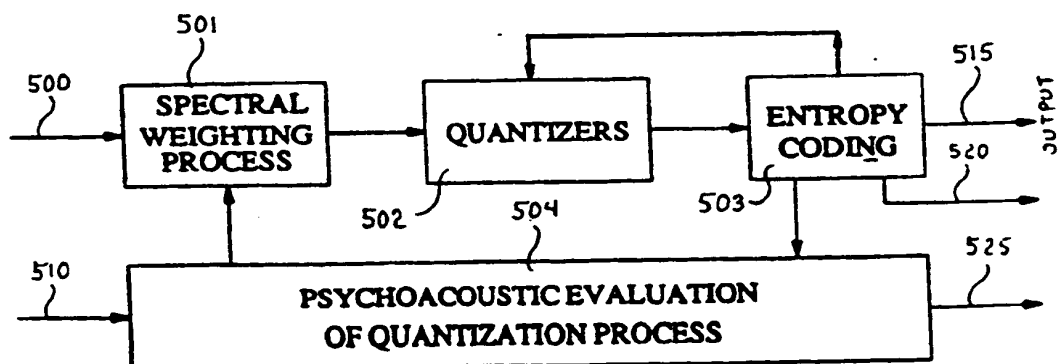 501
500
SPECTRAL
WEIGHTING
PROCESS
QUANTIZERS
ENTROPY
CODING
515
OUTPUT
520
502
504
503
510
525
PSYCHOACOUSTIC EVALUATION
OF QUANTIZATION PROCESS